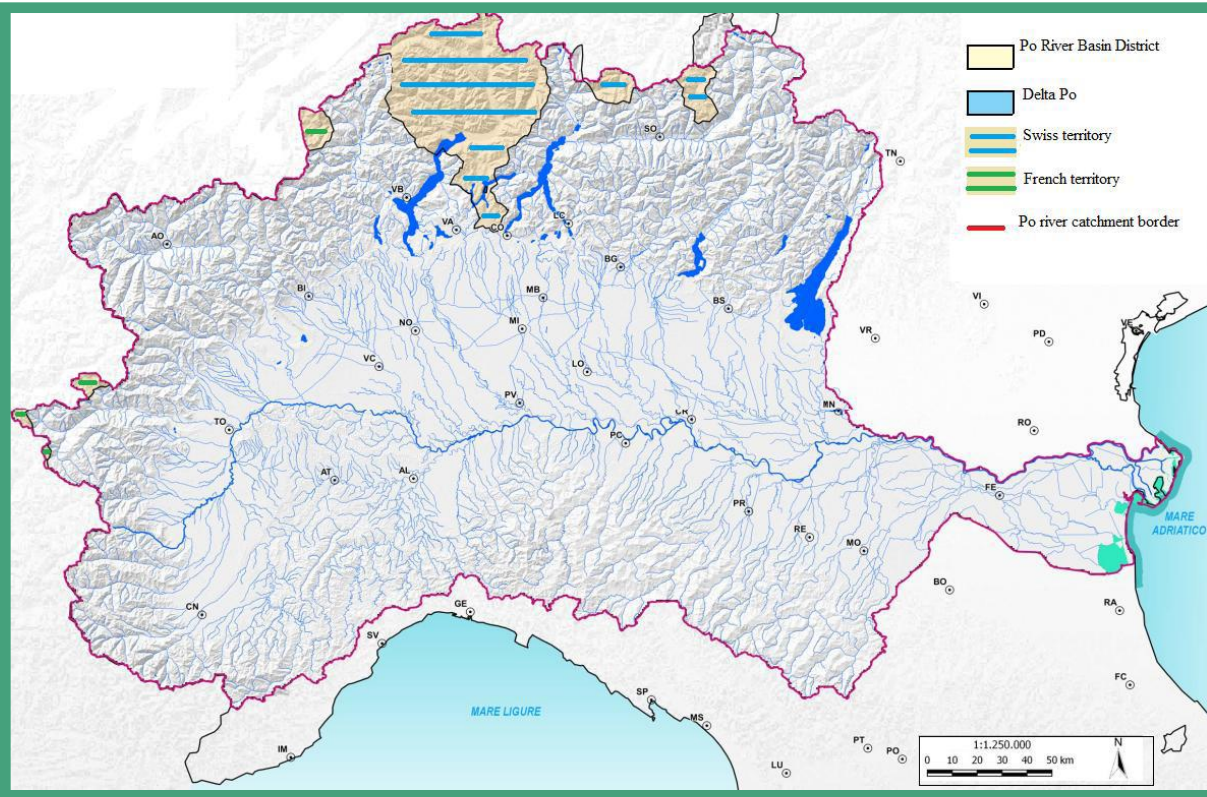 Po River Basin District
Delta Po
Swiss territory
French territory
Po river catchment border
SO
TN
VB
VA
CO
LC
AO
BG
BI
MB
BS
NO
MI
VI
VE
VR
PD
VC
LO
PV
CR
MN
TO
PC
RO
AT
AL
FE
PR
RE
MO
MARE
ADRIATICO
BO
CN
GE
RA
SV
FC
SP
MARE LIGURE
MS
IM
PT
PO
LU
1:1.250.000
N
0 10 20 30 40 50 km